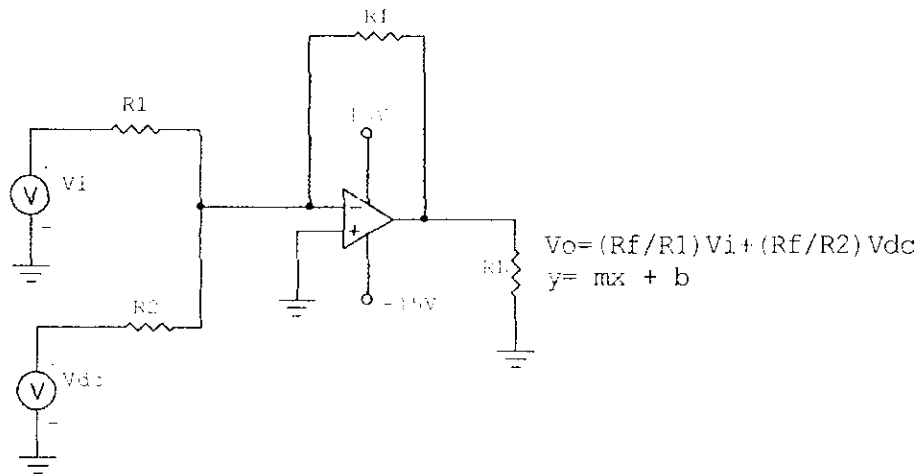 Rf
R1
Vi
-
+
-15V
RL
Vo=(Rf/R1)Vi+(Rf/R2)Vdc
y= mx + b
R2
Vdc
-
V
V